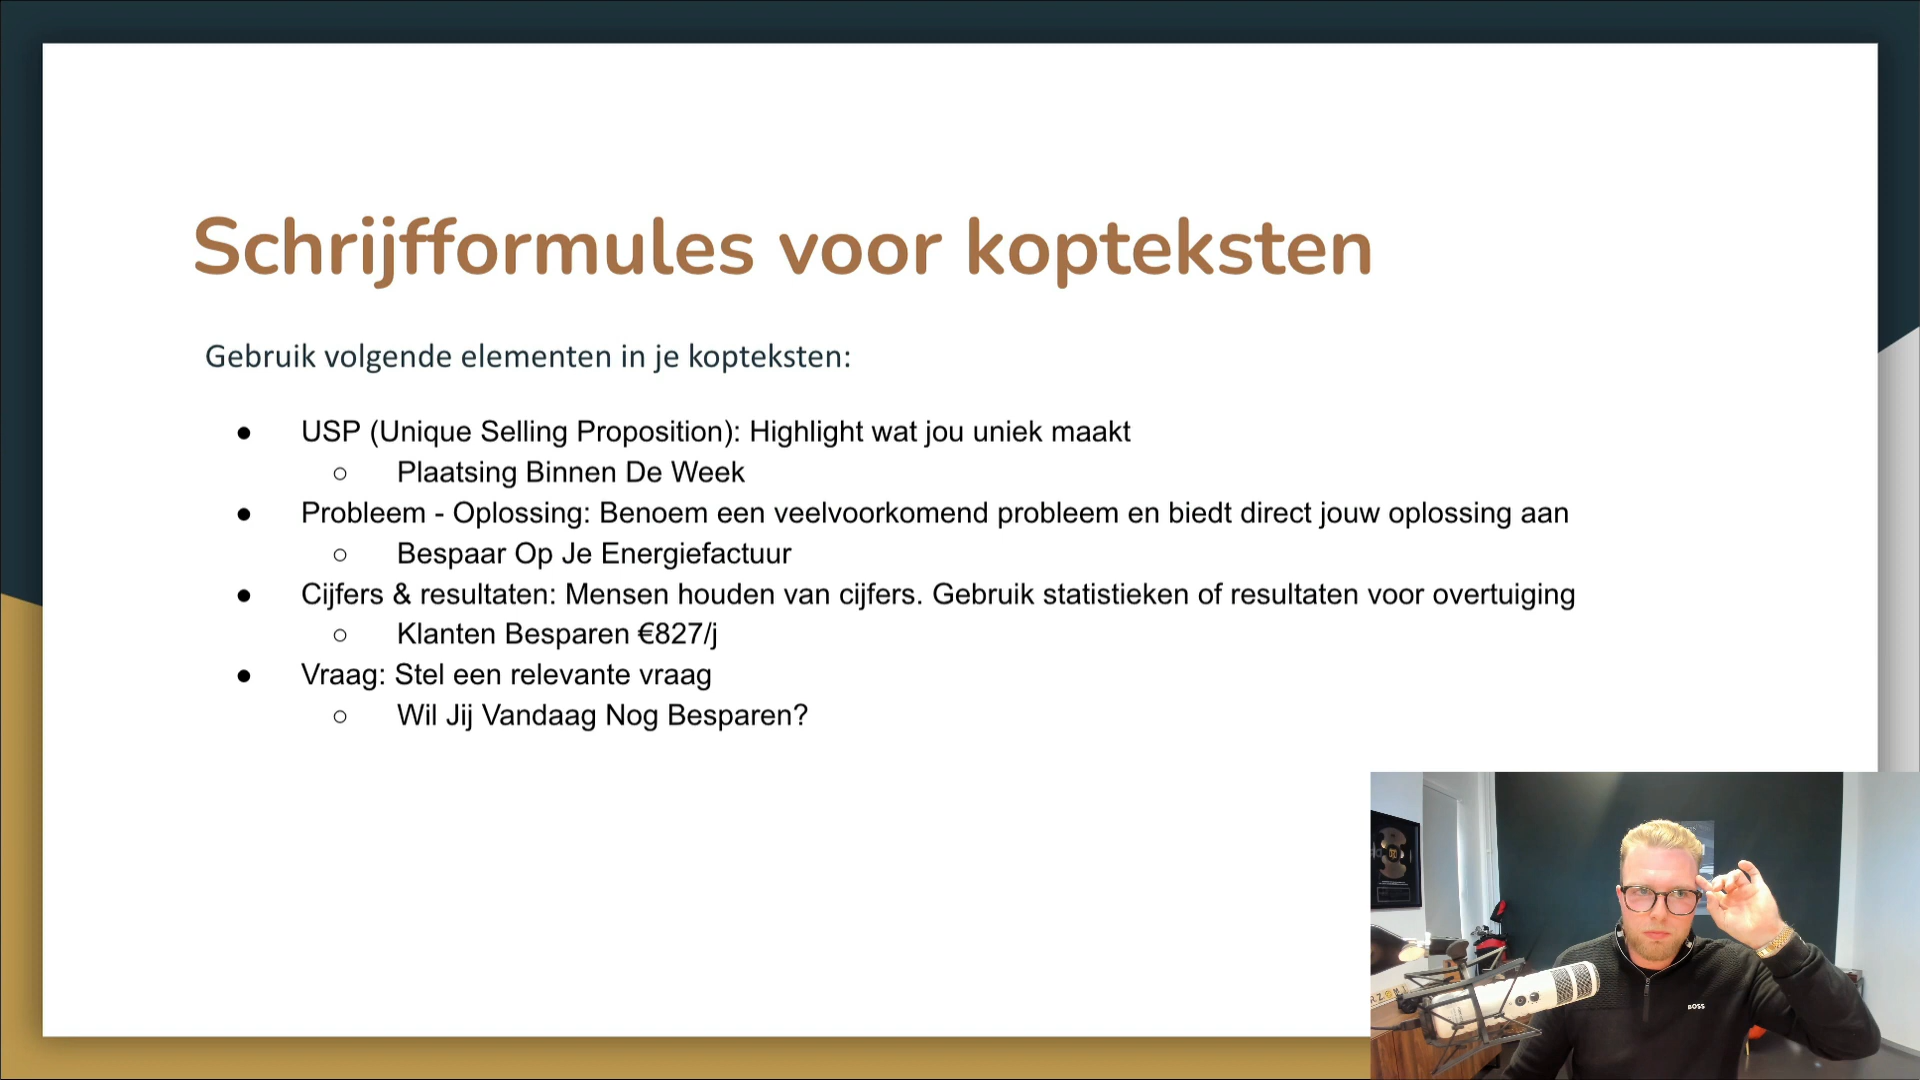 Schrijfformules voor kopteksten
Gebruik volgende elementen in je kopteksten:
● USP (Unique Selling Proposition): Highlight wat jou uniek maakt
○ Plaatsing Binnen De Week
● Probleem - Oplossing: Benoem een veelvoorkomend probleem en biedt direct jouw oplossing aan
○ Bespaar Op Je Energiefactuur
● Cijfers & resultaten: Mensen houden van cijfers. Gebruik statistieken of resultaten voor overtuiging
○ Klanten Besparen €827/j
● Vraag: Stel een relevante vraag
○ Wil Jij Vandaag Nog Besparen?
BOSS